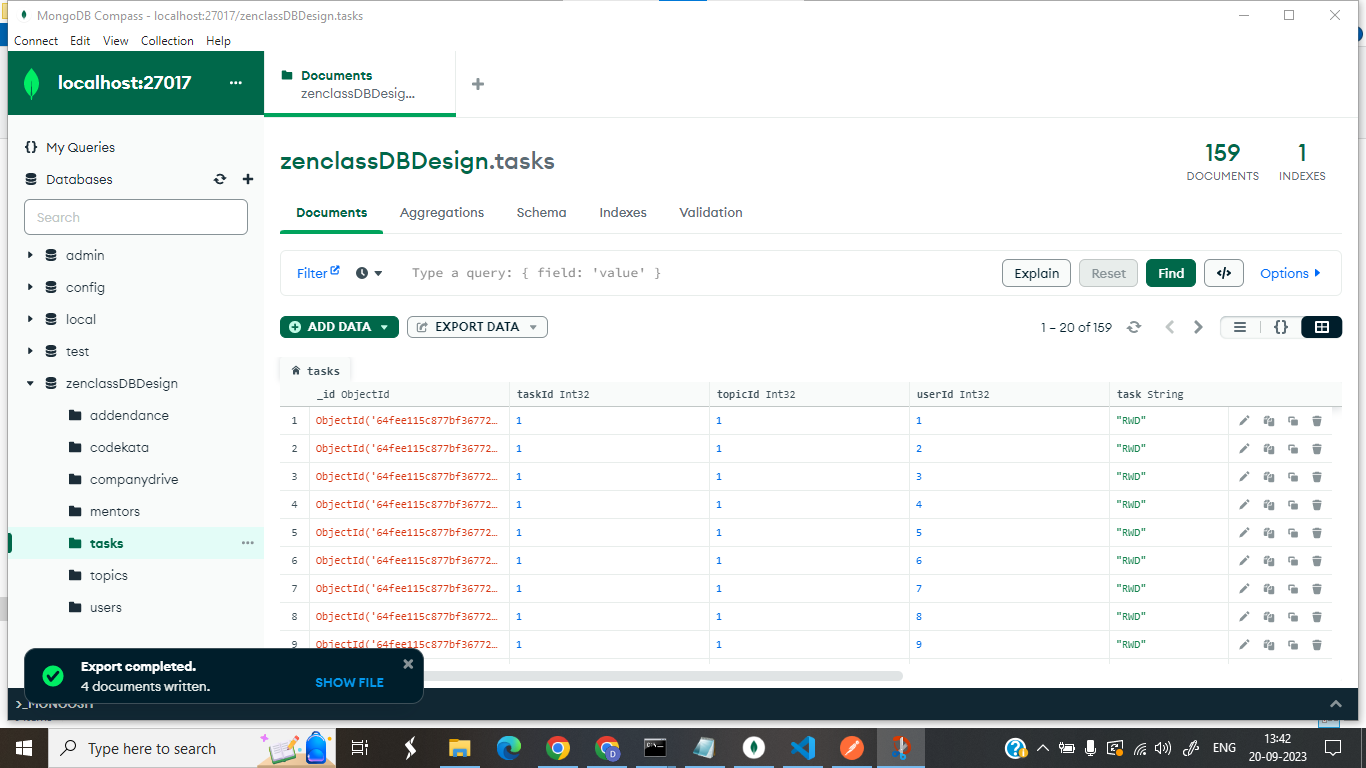 MongoDB Compass - localhost:27017/zenclassDBDesign.tasks
Connect Edit View Collection Help
localhost:27017 ...
Documents
zenclassDBDesig...
My Queries
Databases
Search
admin
config
local
test
zenclassDBDesign
addendance
codekata
companydrive
mentors
tasks
topics
users
zenclassDBDesign.tasks
159 1
DOCUMENTS INDEXES
Documents Aggregations Schema Indexes Validation
Filter Type a query: { field: 'value' } Explain Reset Find </> Options
ADD DATA EXPORT DATA 1 – 20 of 159 {}
tasks
_id ObjectId taskId Int32 topicId Int32 userId Int32 task String
1 ObjectId('64fee115c877bf36772… 1 1 1 "RWD"
2 ObjectId('64fee115c877bf36772… 1 1 2 "RWD"
3 ObjectId('64fee115c877bf36772… 1 1 3 "RWD"
4 ObjectId('64fee115c877bf36772… 1 1 4 "RWD"
5 ObjectId('64fee115c877bf36772… 1 1 5 "RWD"
6 ObjectId('64fee115c877bf36772… 1 1 6 "RWD"
7 ObjectId('64fee115c877bf36772… 1 1 7 "RWD"
8 ObjectId('64fee115c877bf36772… 1 1 8 "RWD"
9 ObjectId('64fee115c877bf36772… 1 1 9 "RWD"
Export completed.
4 documents written.
SHOW FILE
>_MONGOSH
Type here to search
ENG
13:42
20-09-2023